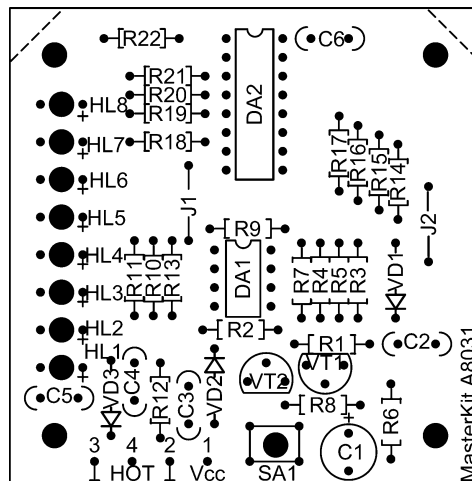 R22
C6
R21
R20
R19
R18
DA2
HL8
HL7
HL6
HL5
HL4
HL3
HL2
HL1
R17
R16
R15
R14
J1
J2
R9
R11
R10
R13
DA1
R7
R4
R5
R3
VD1
R2
R1
C2
VT1
VT2
C5
VD3
C4
R12
C3
VD2
R8
R6
C1
SA1
3 4 2 1
HOT Vcc
MasterKit A8031